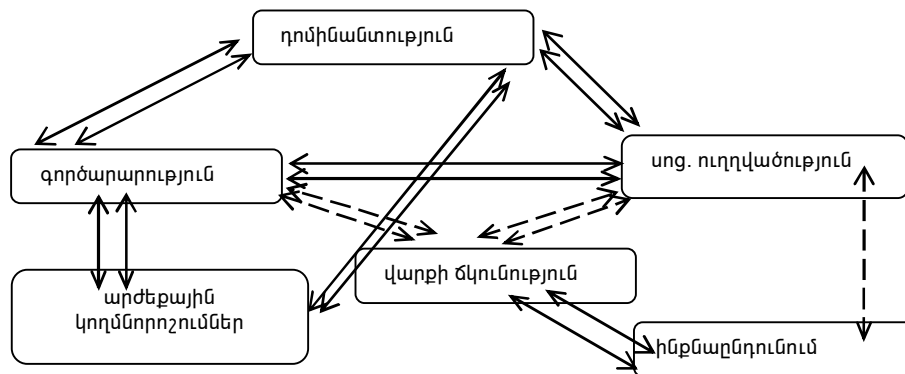 դոմինանտություն
գործարարություն
սոց. ուղղվածություն
վարքի ճկունություն
արժեքային
կողմնորոշումներ
ինքնաընդունում